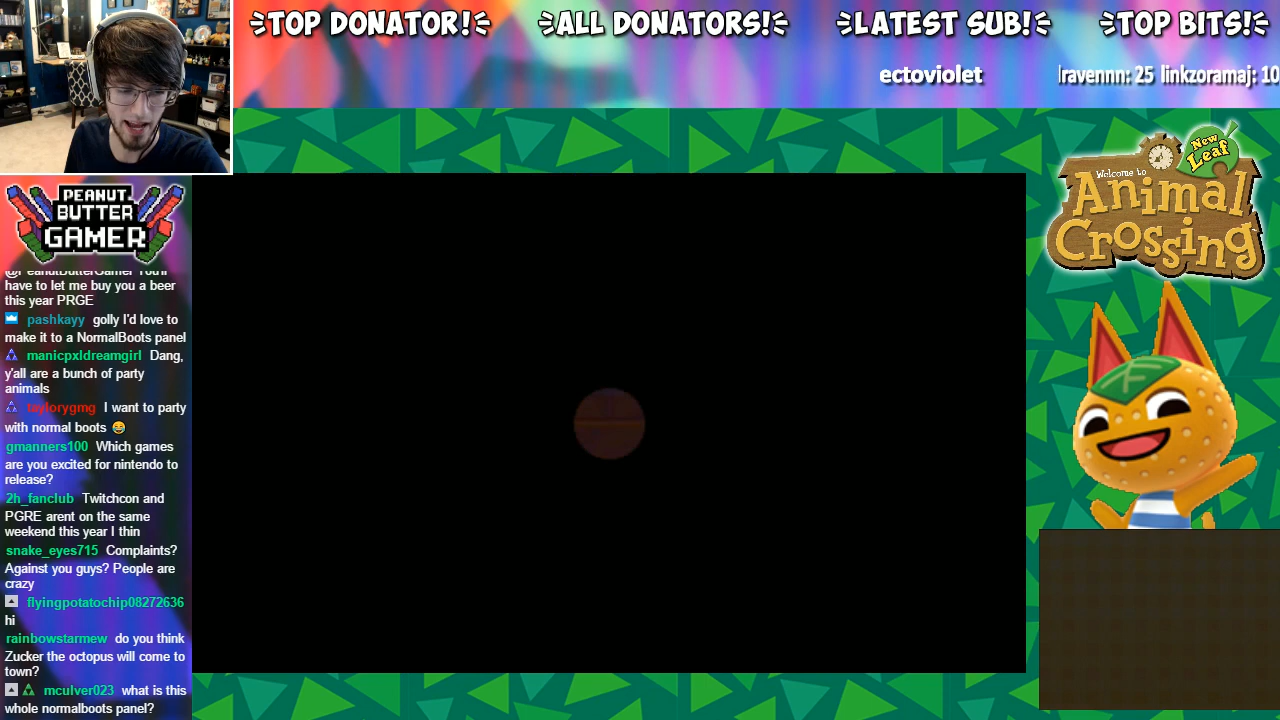 TOP DONATOR! ALL DONATORS! LATEST SUB! TOP BITS!
ectoviolet lravennn: 25 linkzoramaj: 10
PEANUT
BUTTER
GAMER
Welcome to
New
Leaf
Animal
Crossing
@PeanutButterGamer You'll
have to let me buy you a beer
this year PRGE
pashkayy golly I'd love to
make it to a NormalBoots panel
manicpxldreamgirl Dang,
y'all are a bunch of party
animals
taylorygmg I want to party
with normal boots 😂
gmanners100 Which games
are you excited for nintendo to
release?
2h_fanclub Twitchcon and
PGRE arent on the same
weekend this year I thin
snake_eyes715 Complaints?
Against you guys? People are
crazy
flyingpotatochip08272636
hi
rainbowstarmew do you think
Zucker the octopus will come to
town?
mculver023 what is this
whole normalboots panel?